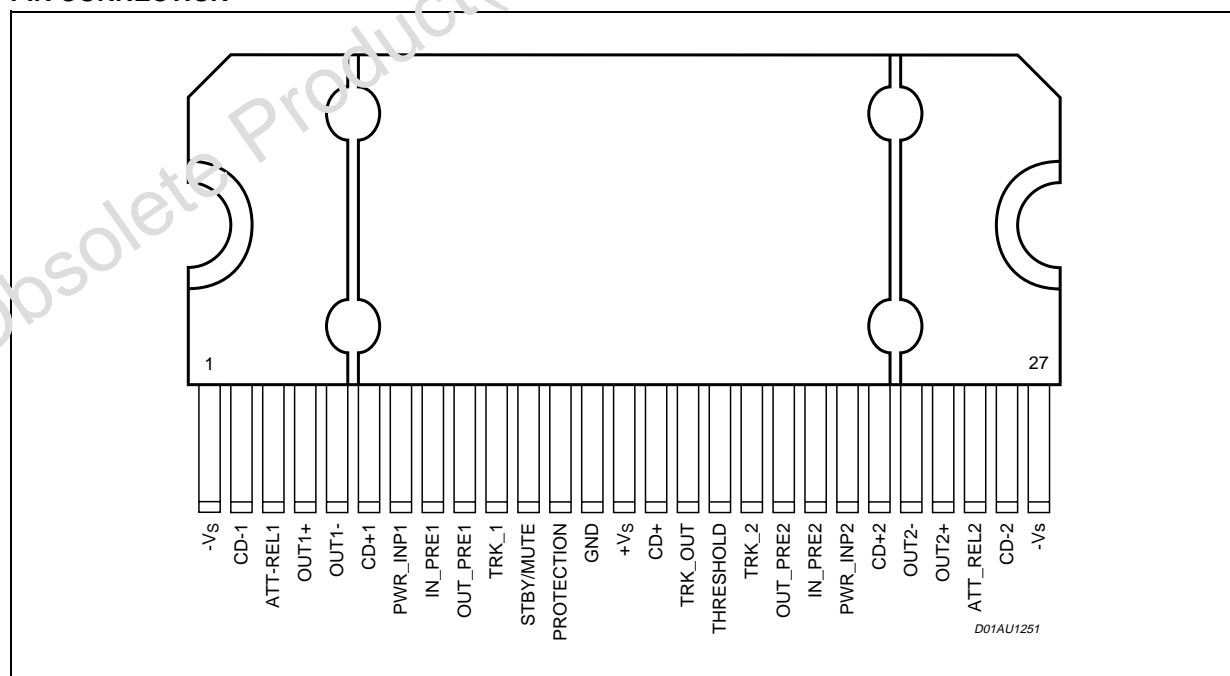 Obsolete Product(
1
27
-VS
CD-1
ATT-REL1
OUT1+
OUT1-
CD+1
PWR_INP1
IN_PRE1
OUT_PRE1
TRK_1
STBY/MUTE
PROTECTION
GND
+VS
CD+
TRK_OUT
THRESHOLD
TRK_2
OUT_PRE2
IN_PRE2
PWR_INP2
CD+2
OUT2-
OUT2+
ATT_REL2
CD-2
-VS
D01AU1251